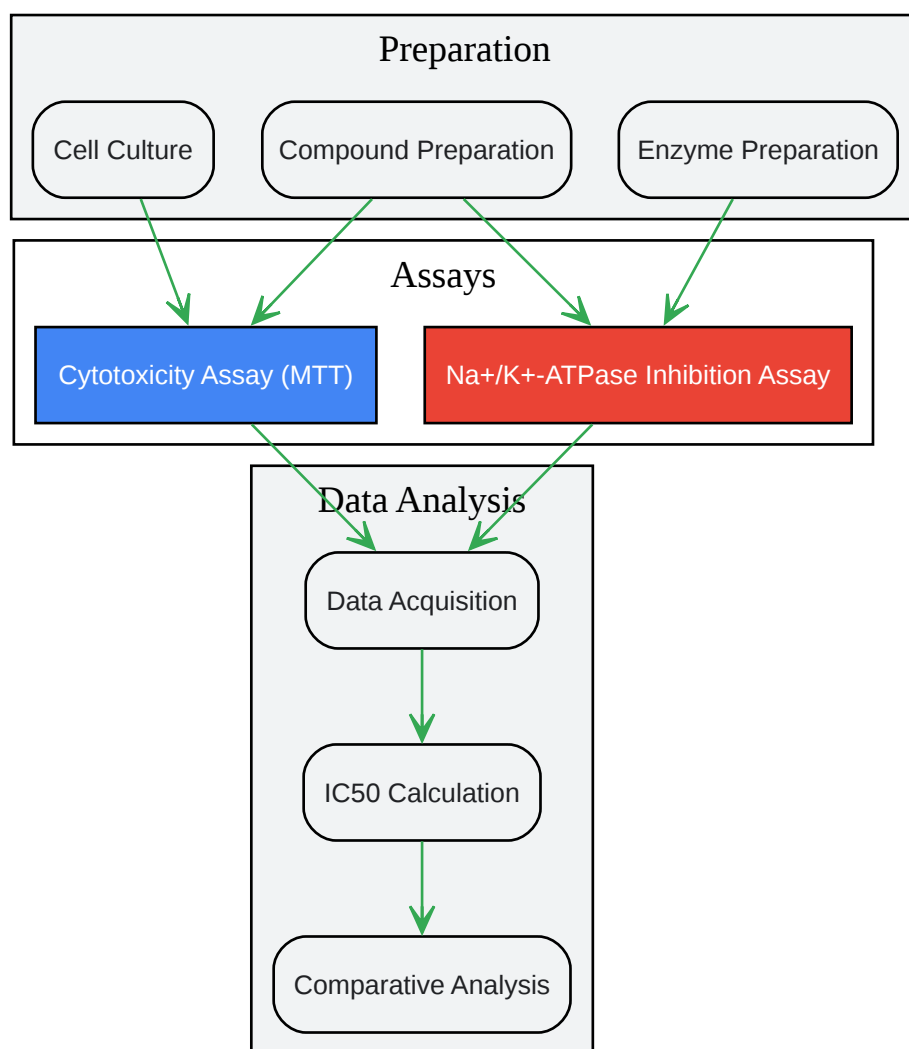 Preparation
Cell Culture
Compound Preparation
Enzyme Preparation
Assays
Cytotoxicity Assay (MTT)
Na+/K+-ATPase Inhibition Assay
Data Analysis
Data Acquisition
IC50 Calculation
Comparative Analysis